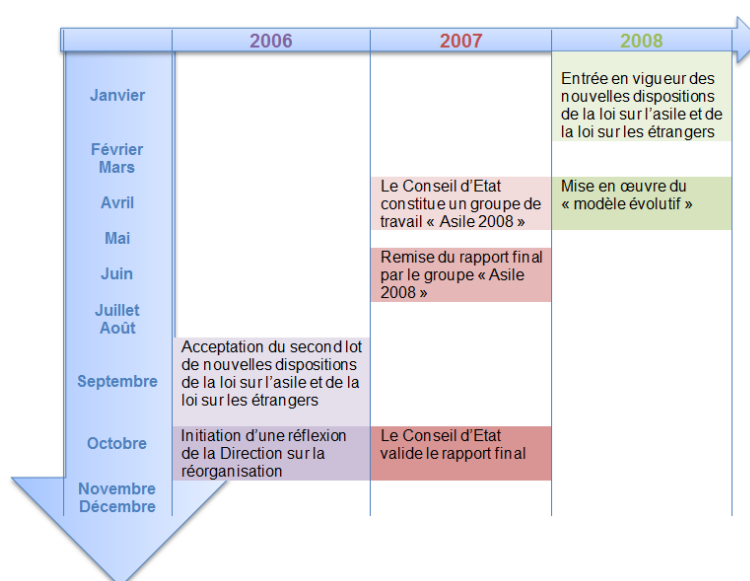 2006 2007 2008
Janvier
Entrée en vigueur des
nouvelles dispositions
de la loi sur l'asile et de
la loi sur les étrangers
Février
Mars
Avril
Le Conseil d'Etat
constitue un groupe de
travail « Asile 2008 »
Mise en œuvre du
« modèle évolutif »
Mai
Juin
Remise du rapport final
par le groupe « Asile
2008 »
Juillet
Août
Septembre
Acceptation du second lot
de nouvelles dispositions
de la loi sur l'asile et de la
loi sur les étrangers
Octobre
Initiation d'une réflexion
de la Direction sur la
réorganisation
Le Conseil d'Etat
valide le rapport final
Novembre
Décembre